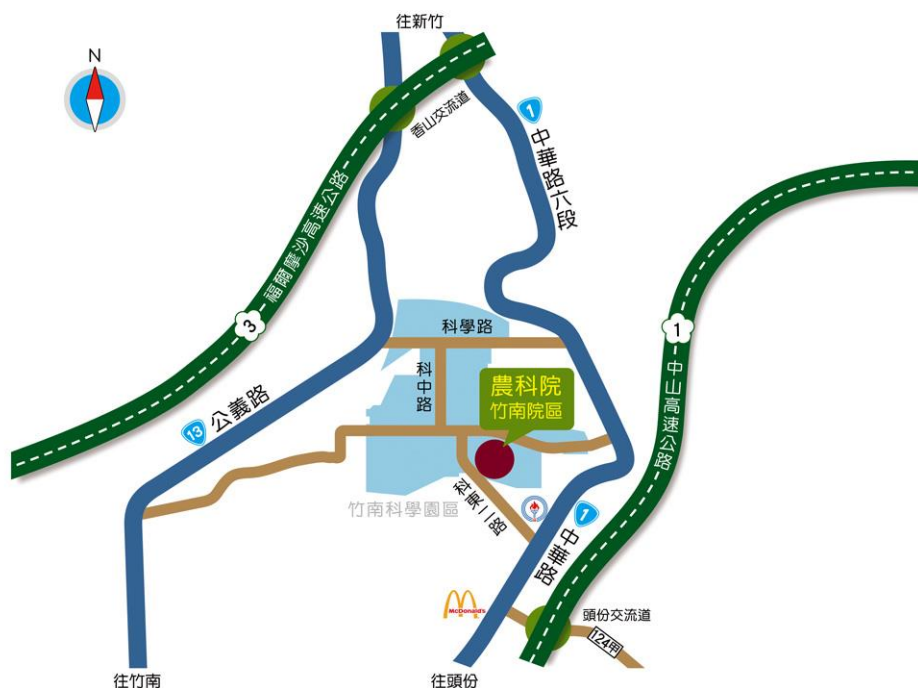 往新竹
N
香山交流道
1
中華路六段
福爾摩沙高速公路
3
1
中山高速公路
科學路
科中路
農科院
竹南院區
13
公義路
竹南科學園區
科東二路
1
中華路
McDonald's
頭份交流道
124甲
往竹南
往頭份